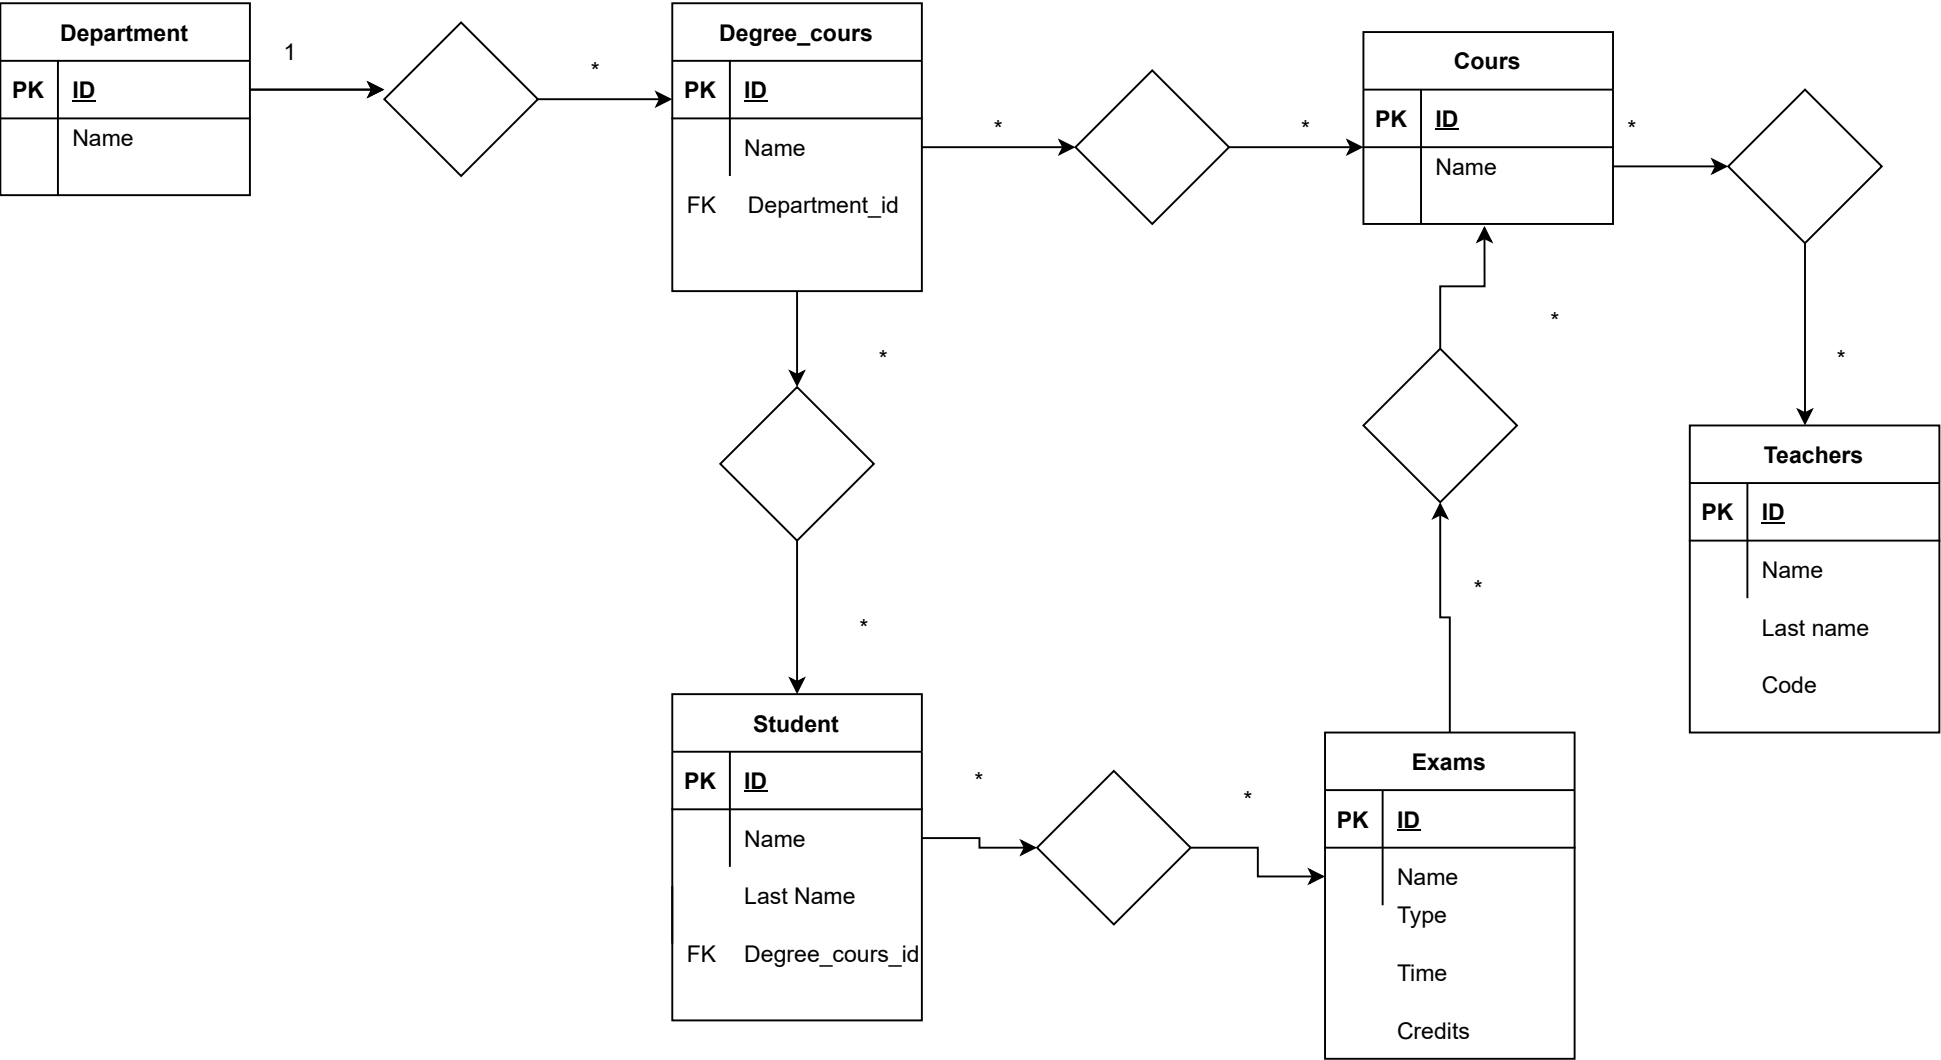 Department
1
PK ID
Name
*
Degree_cours
PK ID
Name
FK Department_id
*
*
Cours
PK ID
Name
*
*
Teachers
PK ID
Name
Last name
Code
*
*
Student
PK ID
Name
Last Name
FK Degree_cours_id
*
*
Exams
PK ID
Name
Type
Time
Credits
*
*